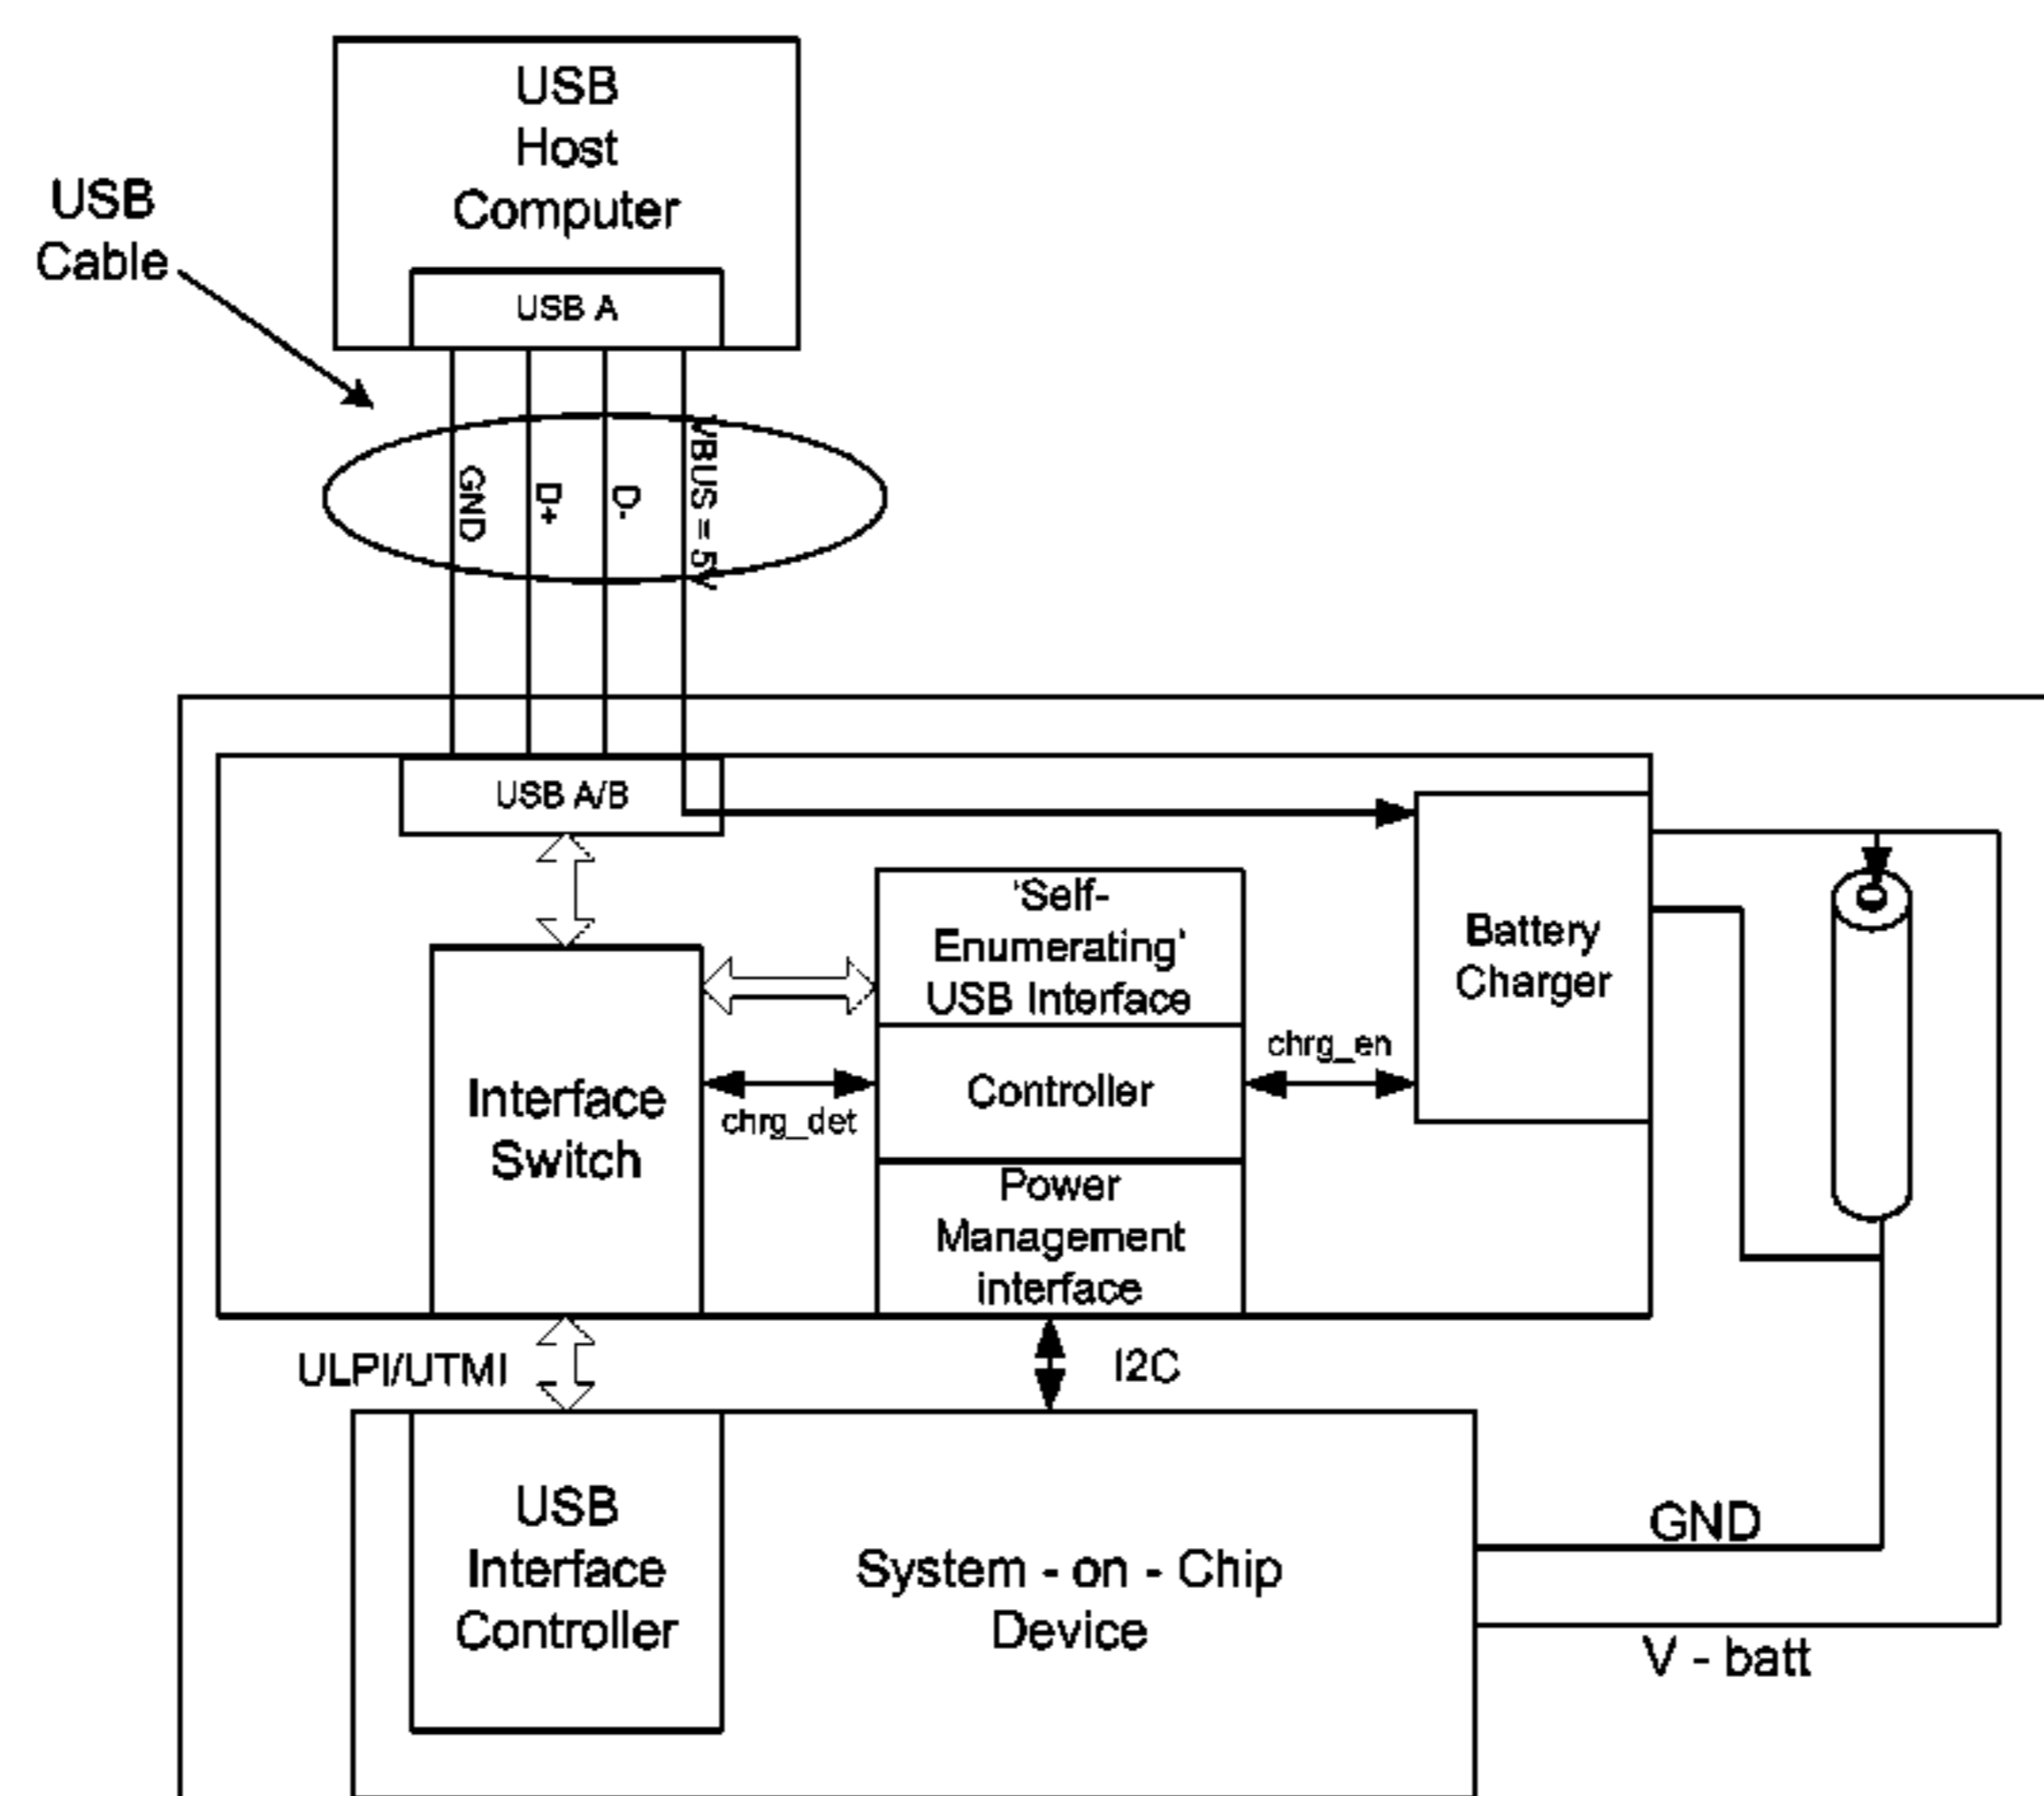 USB
Host
Computer
USB
Cable
USB A
GND
D+
D-
VBUS = 5V
USB A/B
'Self-
Enumerating'
USB Interface
Battery
Charger
chrg_en
Controller
Interface
Switch
chrg_det
Power
Management
interface
ULPI/UTMI
I2C
USB
Interface
Controller
System - on - Chip
Device
GND
V - batt